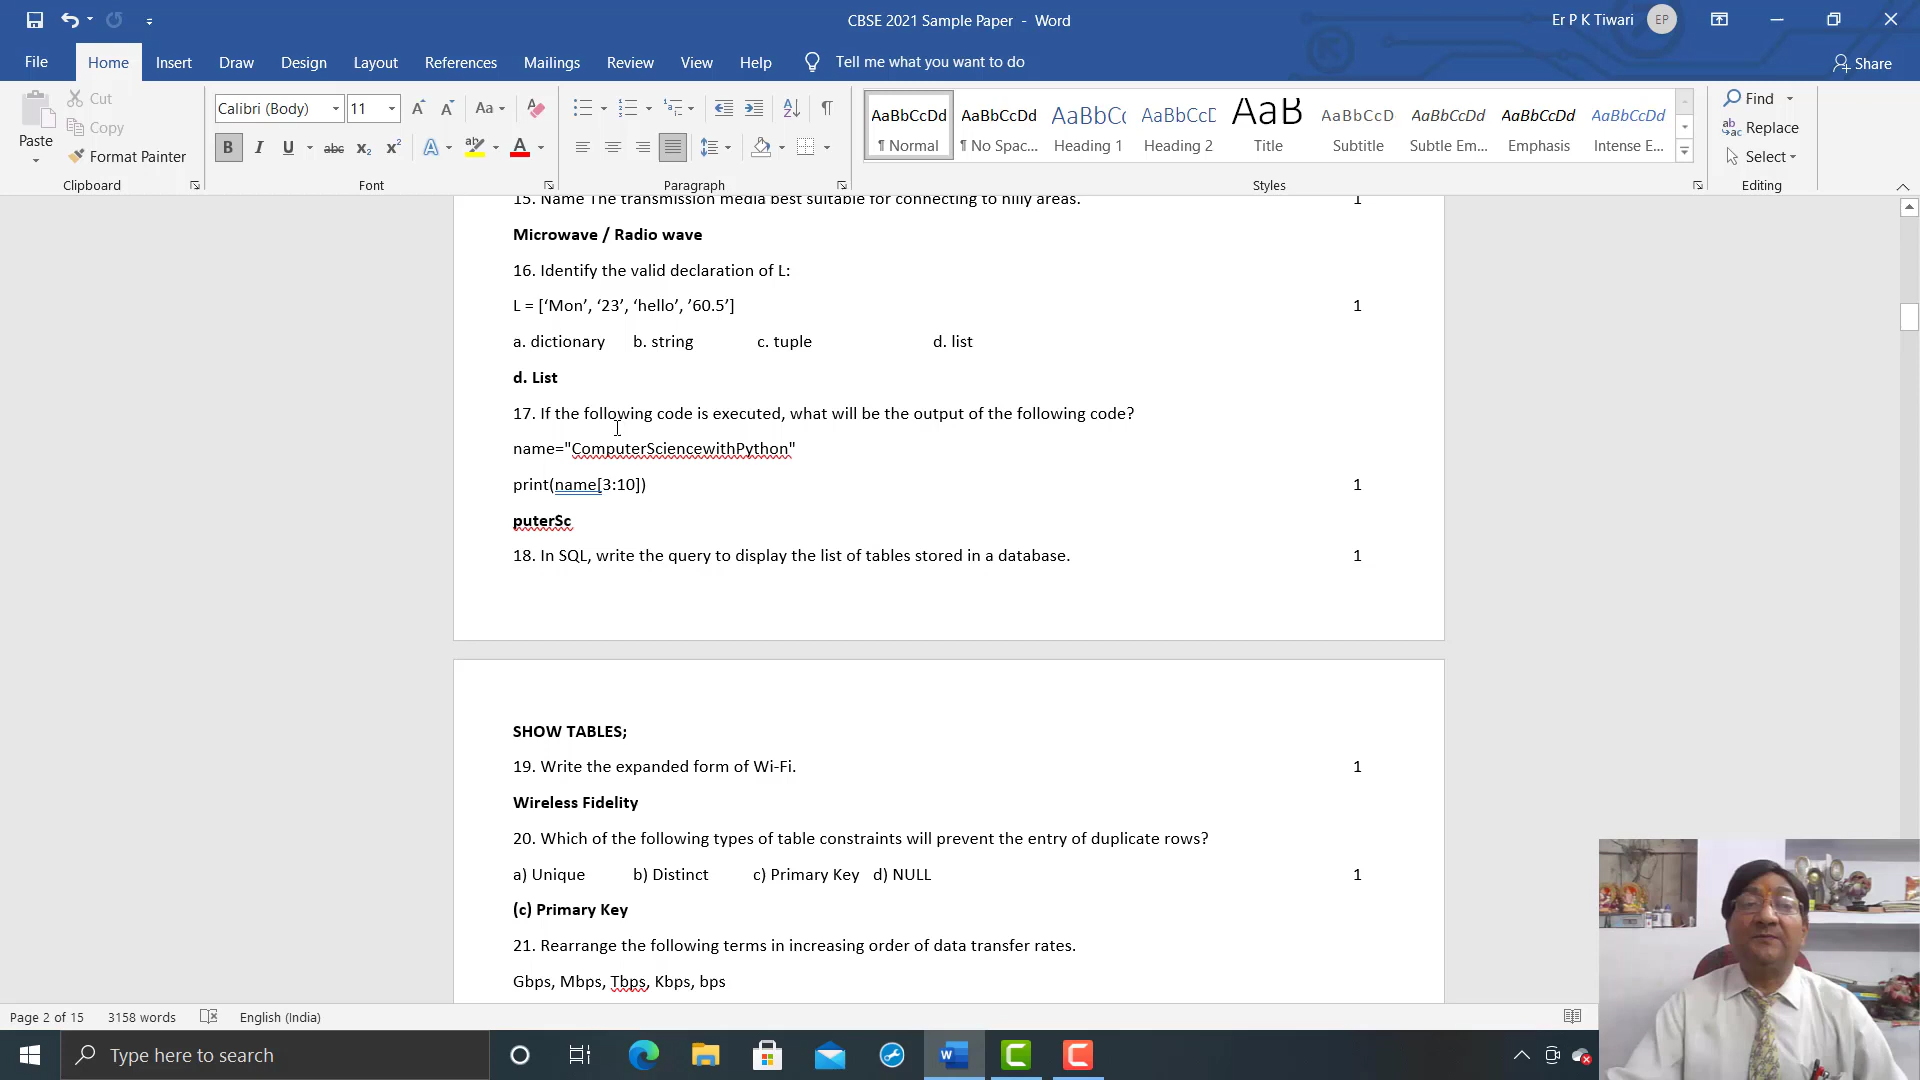 CBSE 2021 Sample Paper - Word
Er P K Tiwari
EP
File
Home
Insert
Draw
Design
Layout
References
Mailings
Review
View
Help
Tell me what you want to do
Share
Paste
Cut
Copy
Format Painter
Clipboard
Calibri (Body)
11
Font
Paragraph
AaBbCcDd
¶ Normal
AaBbCcDd
¶ No Spac...
AaBbCc
Heading 1
AaBbCcD
Heading 2
AaB
Title
AaBbCcD
Subtitle
AaBbCcDd
Subtle Em...
AaBbCcDd
Emphasis
AaBbCcDd
Intense E...
Styles
Find
Replace
Select
Editing
15. Name The transmission media best suitable for connecting to hilly areas. 1
Microwave / Radio wave
16. Identify the valid declaration of L:
L = [‘Mon’, ‘23’, ‘hello’, ’60.5’] 1
a. dictionary b. string c. tuple d. list
d. List
17. If the following code is executed, what will be the output of the following code?
name="ComputerSciencewithPython"
print(name[3:10]) 1
puterSc
18. In SQL, write the query to display the list of tables stored in a database. 1
SHOW TABLES;
19. Write the expanded form of Wi-Fi. 1
Wireless Fidelity
20. Which of the following types of table constraints will prevent the entry of duplicate rows?
a) Unique b) Distinct c) Primary Key d) NULL 1
(c) Primary Key
21. Rearrange the following terms in increasing order of data transfer rates.
Gbps, Mbps, Tbps, Kbps, bps
Page 2 of 15
3158 words
English (India)
Type here to search